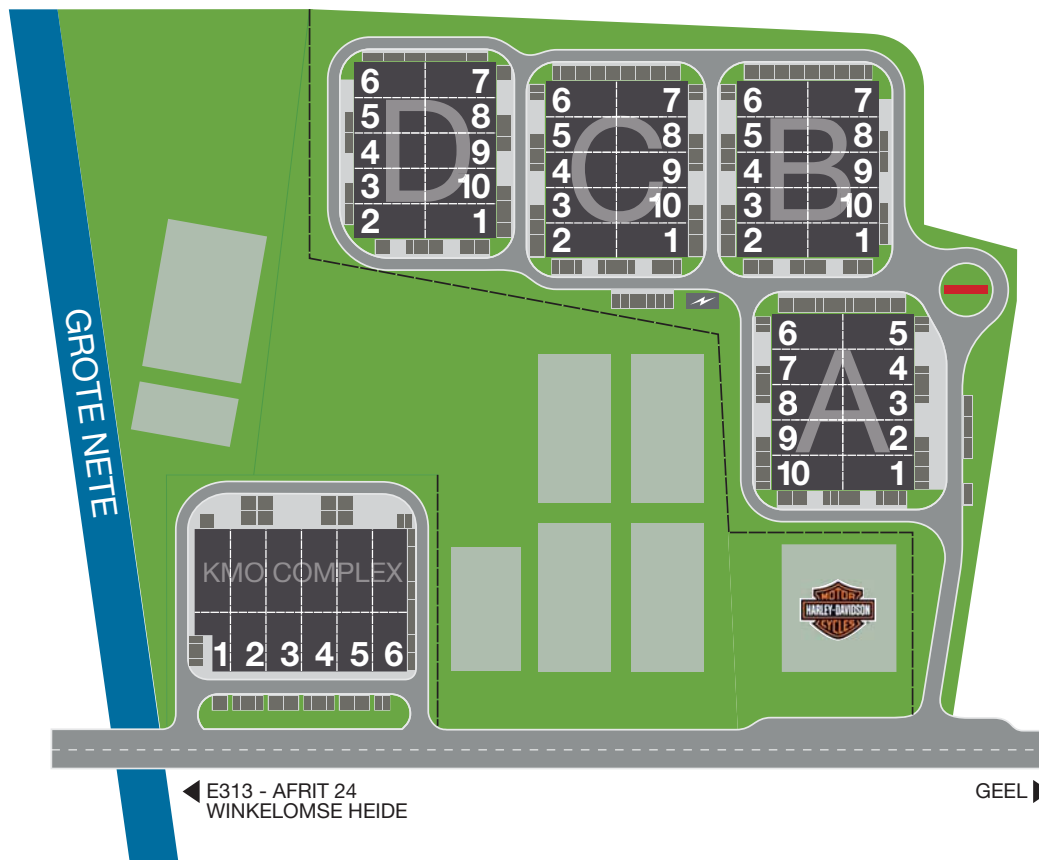 6 7
5 8
4 9
3 10
2 1
D
6 7
5 8
4 9
3 10
2 1
C
6 7
5 8
4 9
3 10
2 1
B
6 5
7 4
8 3
9 2
10 1
A
GROTE NETE
KMO COMPLEX
1 2 3 4 5 6
MOTOR
HARLEY-DAVIDSON
CYCLES
E313 - AFRIT 24
WINKELOMSE HEIDE
GEEL